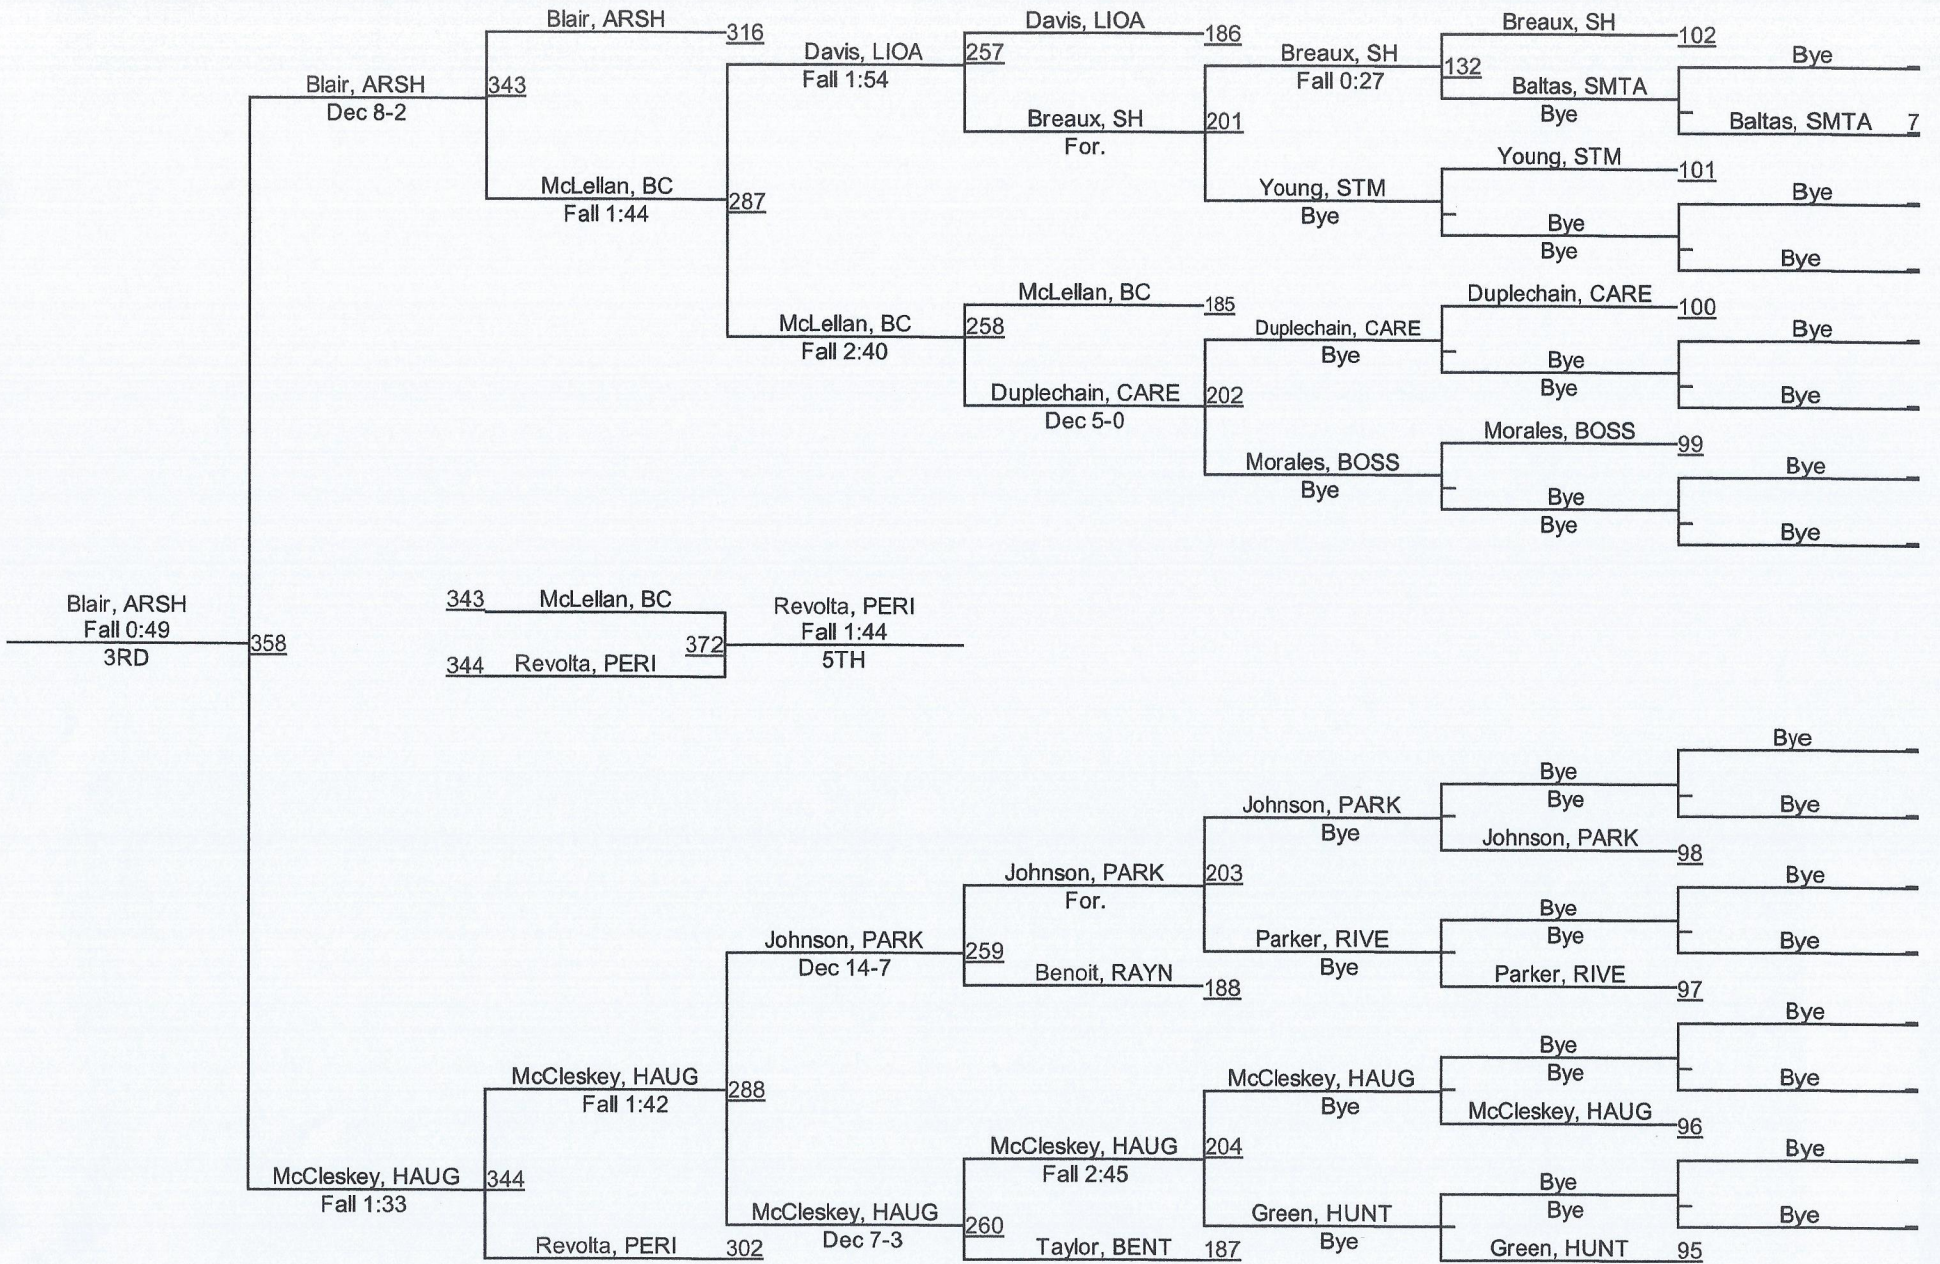 Blair, ARSH
316
Davis, LIOA
186
Breaux, SH
102
Bye
Blair, ARSH
Dec 8-2
343
Davis, LIOA
Fall 1:54
257
Breaux, SH
Fall 0:27
132
Baltas, SMTA
Bye
Breaux, SH
For.
201
Baltas, SMTA 7
McLellan, BC
Fall 1:44
287
Young, STM
Bye
Young, STM
101
Bye
Bye
Bye
Bye
McLellan, BC
185
Duplechain, CARE
100
McLellan, BC
Fall 2:40
258
Duplechain, CARE
Bye
Bye
Bye
Bye
Duplechain, CARE
Dec 5-0
202
Bye
Morales, BOSS
99
Morales, BOSS
Bye
Bye
Bye
Bye
Bye
Blair, ARSH
Fall 0:49
3RD
358
343 McLellan, BC
372
344 Revolta, PERI
Revolta, PERI
Fall 1:44
5TH
Bye
Bye
Bye
Bye
Johnson, PARK
Bye
Johnson, PARK
98
Johnson, PARK
For.
203
Bye
Bye
Bye
Bye
Johnson, PARK
Dec 14-7
259
Parker, RIVE
Bye
Benoit, RAYN
188
Parker, RIVE
97
Bye
Bye
Bye
Bye
McCleskey, HAUG
Fall 1:42
288
McCleskey, HAUG
Bye
McCleskey, HAUG
96
McCleskey, HAUG
Fall 2:45
204
Bye
McCleskey, HAUG
Fall 1:33
344
Bye
Bye
Bye
McCleskey, HAUG
Dec 7-3
260
Green, HUNT
Bye
Revolta, PERI
302
Taylor, BENT
187
Green, HUNT
95